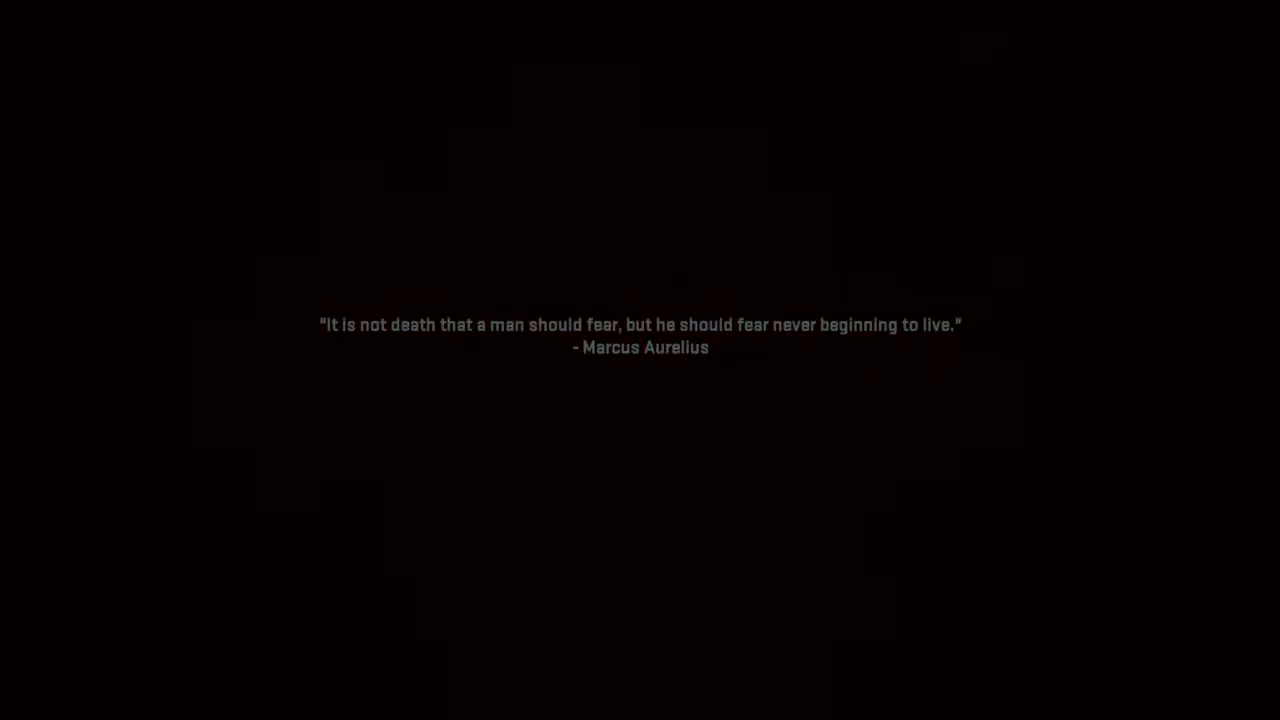 "It is not death that a man should fear, but he should fear never beginning to live."
- Marcus Aurelius